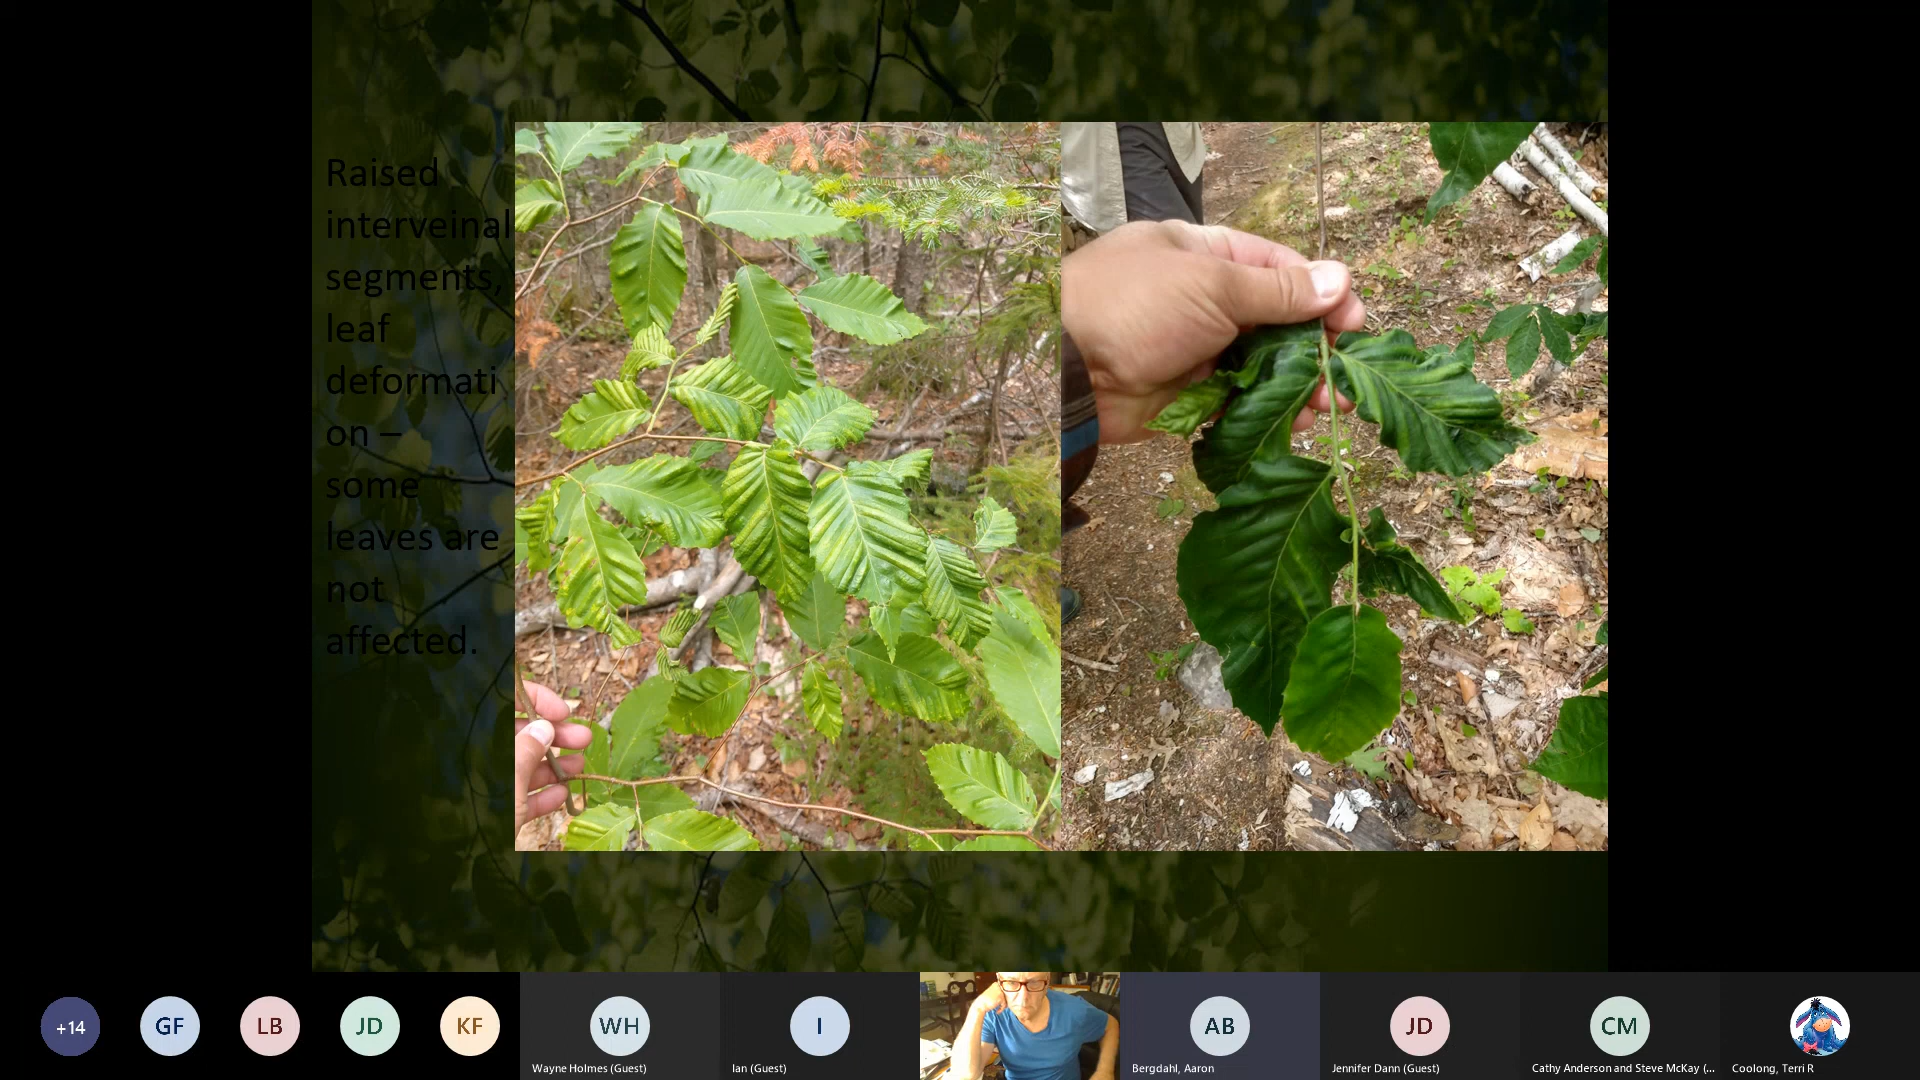 Raised
interveinal
segments,
leaf
deformati
on –
some
leaves are
not
affected.
+14
GF
LB
JD
KF
WH
Wayne Holmes (Guest)
I
Ian (Guest)
AB
Bergdahl, Aaron
JD
Jennifer Dann (Guest)
CM
Cathy Anderson and Steve McKay (...
Coolong, Terri R